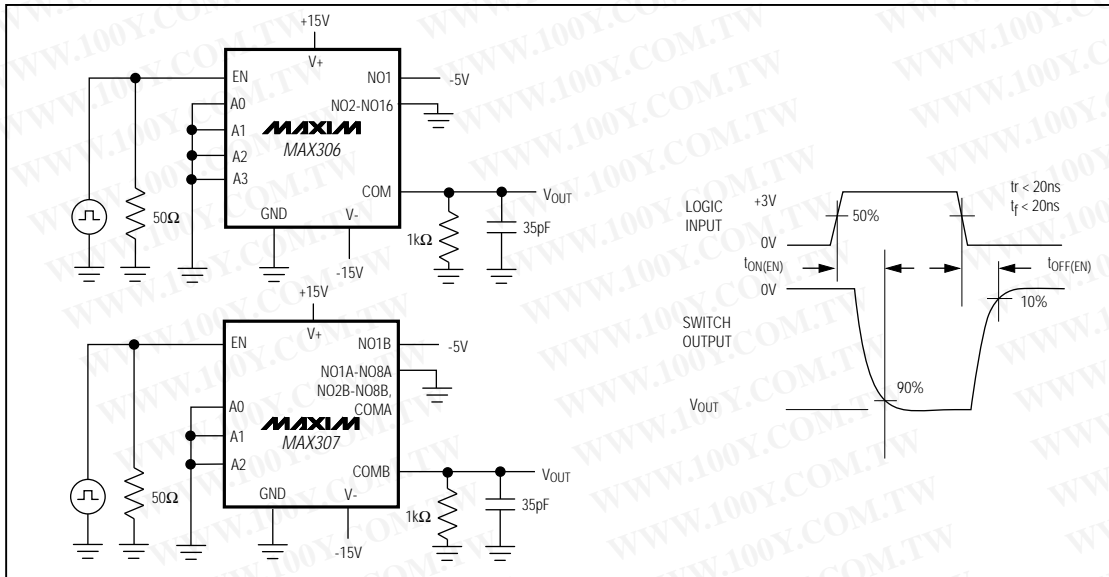 +15V
V+
EN
NO1
-5V
A0
NO2-NO16
A1
MAXIM
A2
MAX306
A3
COM
VOUT
50Ω
GND
V-
1kΩ
35pF
-15V
+15V
V+
EN
NO1B
-5V
NO1A-NO8A
NO2B-NO8B,
COMA
A0
MAXIM
A1
MAX307
A2
COMB
VOUT
50Ω
GND
V-
1kΩ
35pF
-15V
LOGIC
INPUT
+3V
50%
0V
tr < 20ns
tf < 20ns
tON(EN)
tOFF(EN)
0V
10%
SWITCH
OUTPUT
90%
VOUT
WWW.100Y.COM.TW